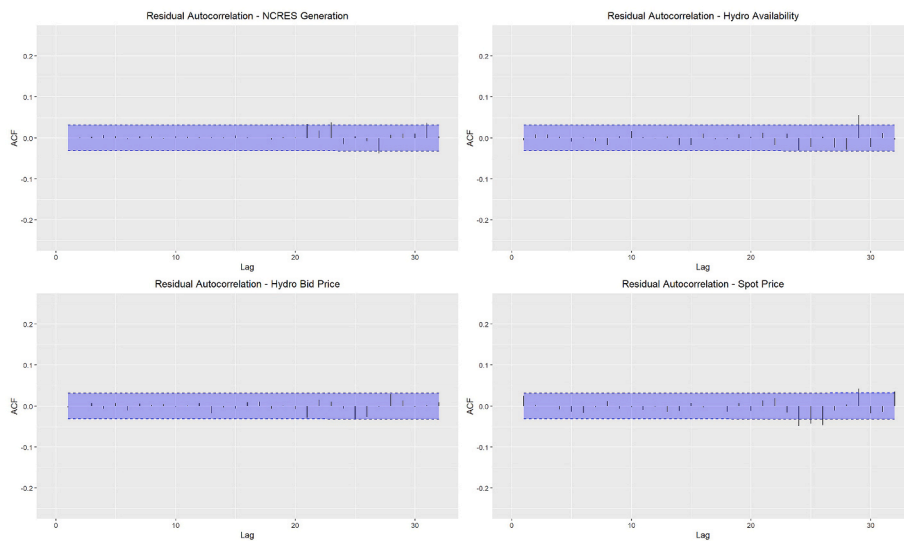 Residual Autocorrelation - NCRES Generation
0.2
0.1
0.0
-0.1
-0.2
ACF
0 10 20 30
Lag
Residual Autocorrelation - Hydro Availability
0.2
0.1
0.0
-0.1
-0.2
ACF
0 10 20 30
Lag
Residual Autocorrelation - Hydro Bid Price
0.2
0.1
0.0
-0.1
-0.2
ACF
0 10 20 30
Lag
Residual Autocorrelation - Spot Price
0.2
0.1
0.0
-0.1
-0.2
ACF
0 10 20 30
Lag